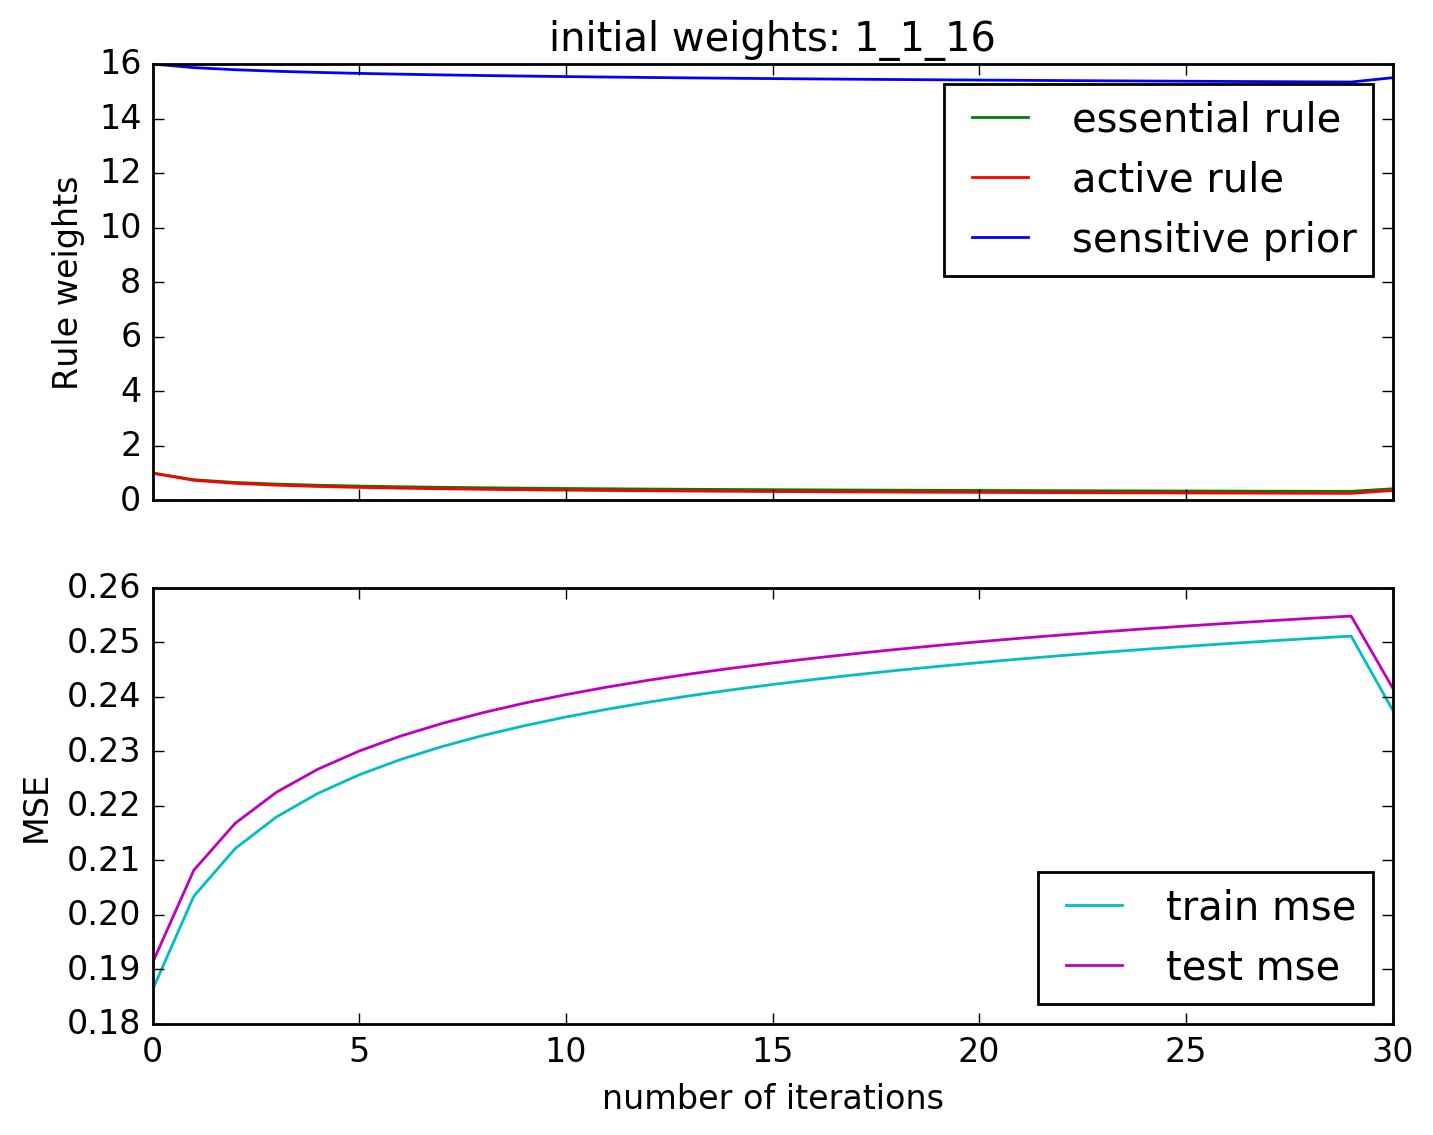 initial weights: 1_1_16
16
14
12
10
8
6
4
2
0
Rule weights
essential rule
active rule
sensitive prior
0.26
0.25
0.24
0.23
0.22
0.21
0.20
0.19
0.18
MSE
train mse
test mse
0 5 10 15 20 25 30
number of iterations